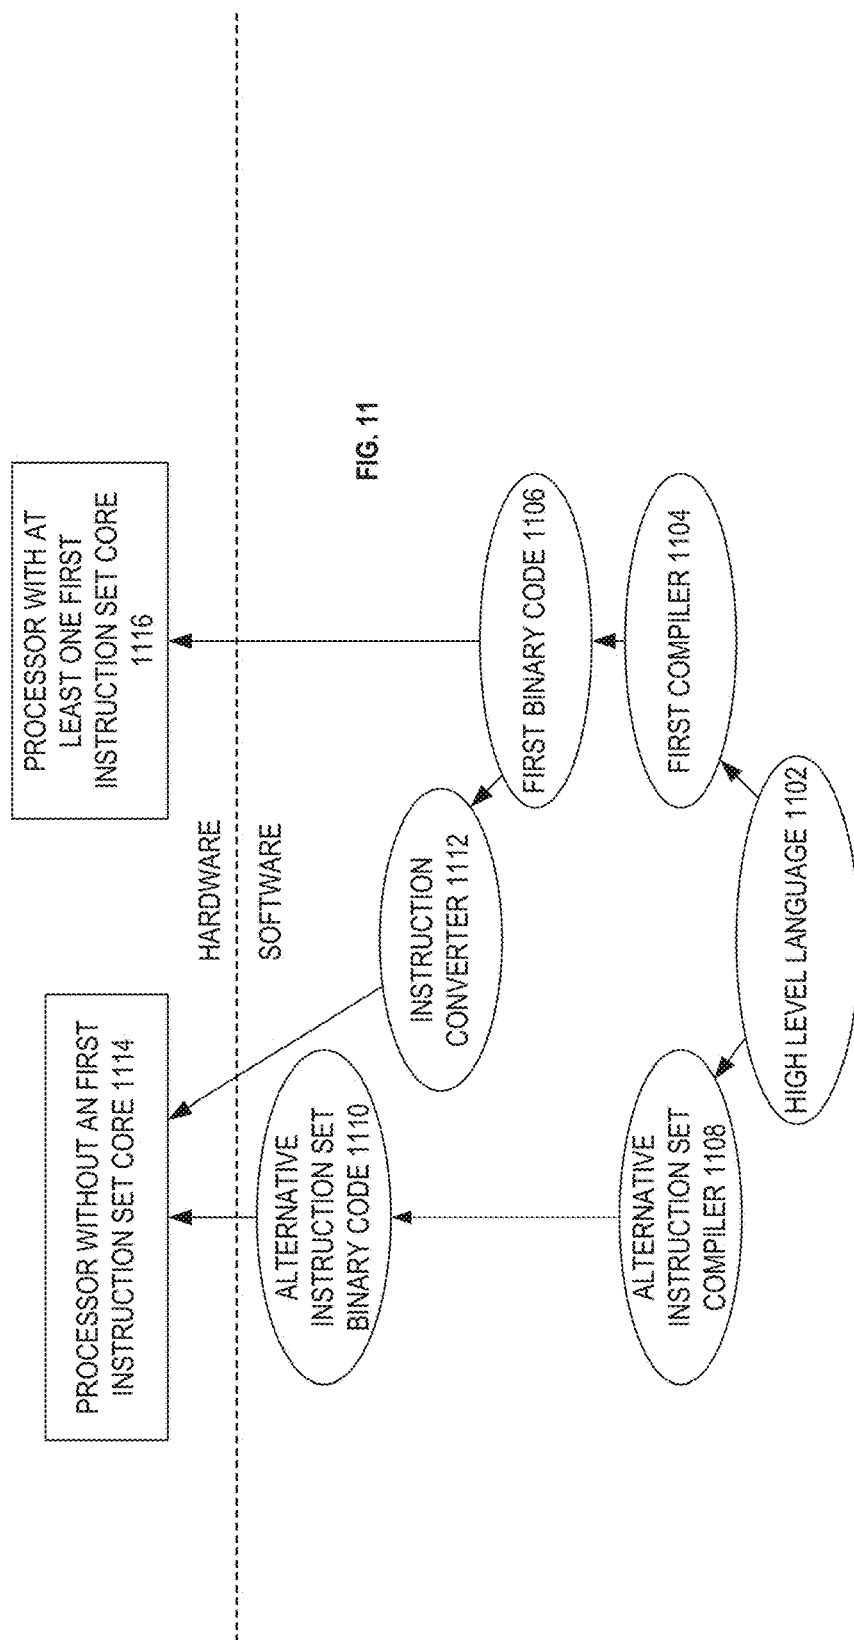 PROCESSOR WITHOUT AN FIRST
INSTRUCTION SET CORE 1114
PROCESSOR WITH AT
LEAST ONE FIRST
INSTRUCTION SET CORE
1116
HARDWARE
SOFTWARE
ALTERNATIVE
INSTRUCTION SET
BINARY CODE 1110
INSTRUCTION
CONVERTER 1112
FIG. 11
FIRST BINARY CODE 1106
ALTERNATIVE
INSTRUCTION SET
COMPILER 1108
FIRST COMPILER 1104
HIGH LEVEL LANGUAGE 1102